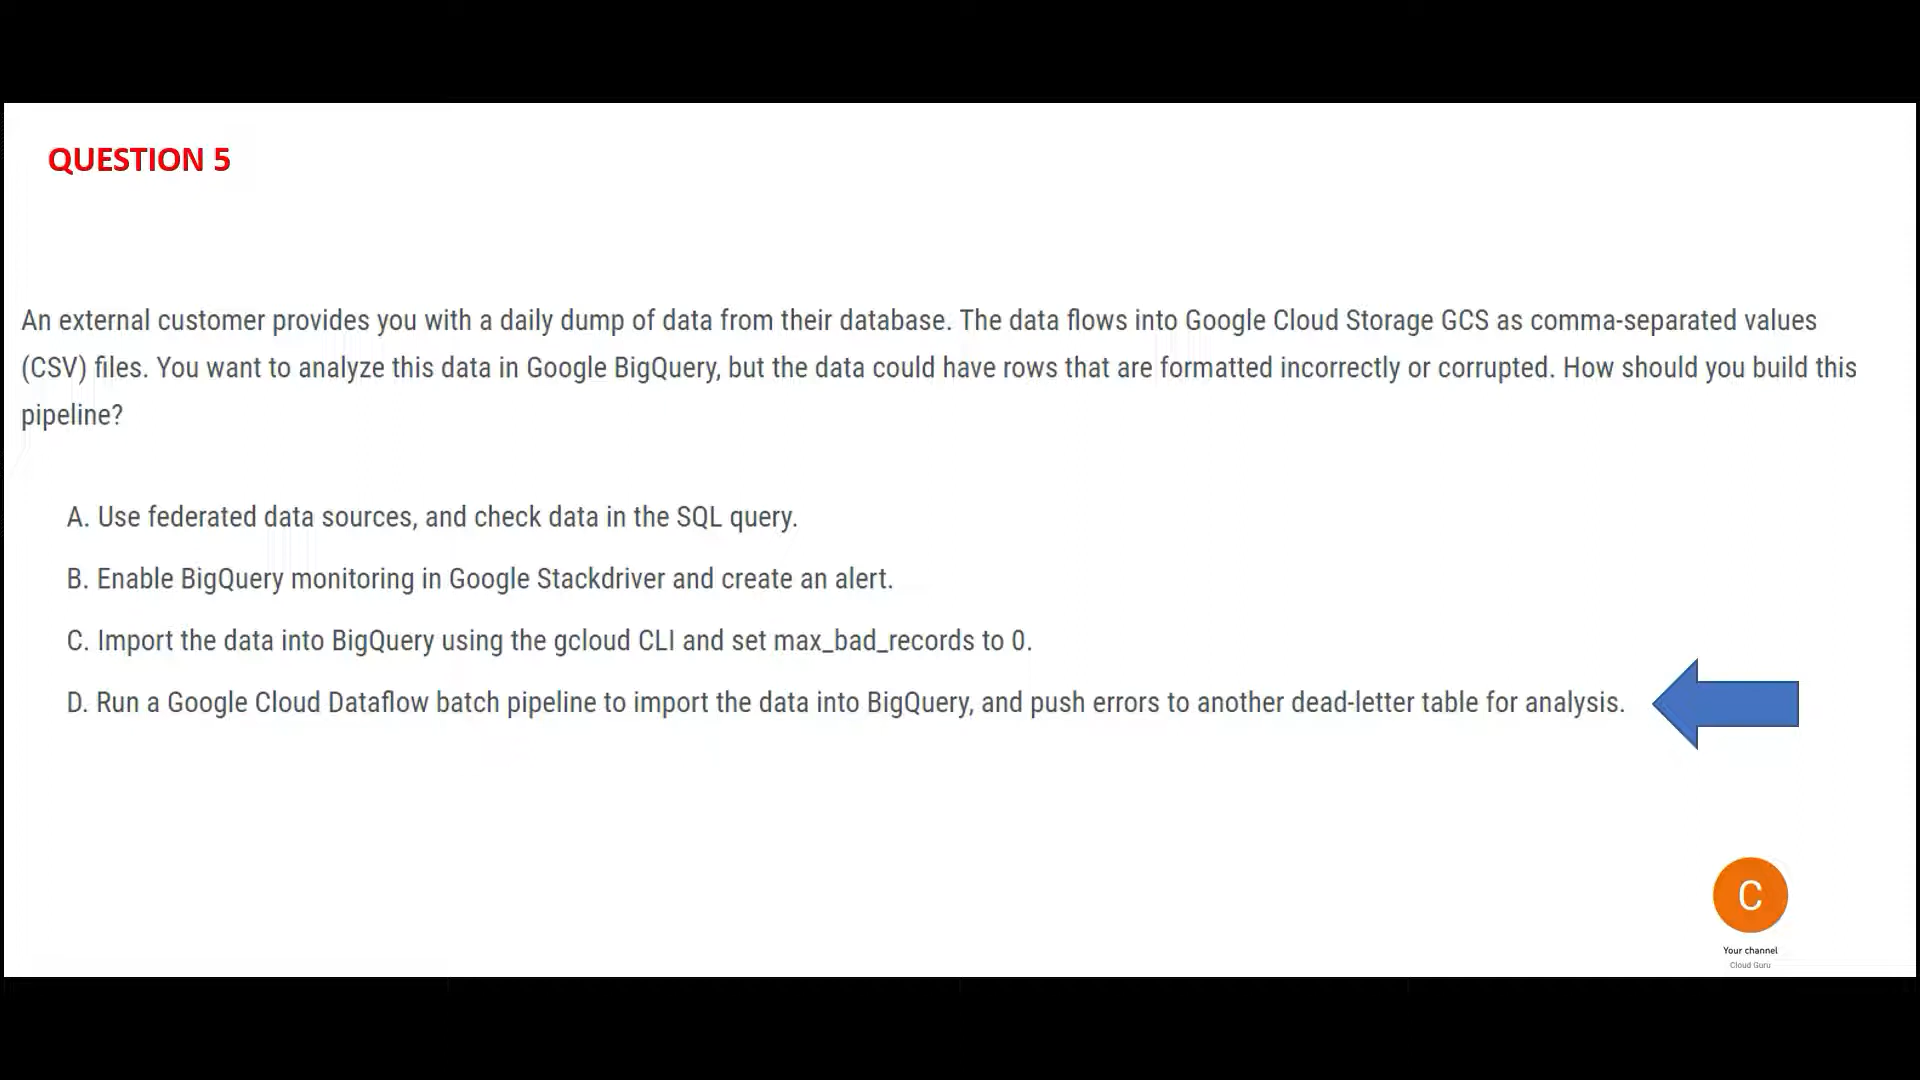 QUESTION 5
An external customer provides you with a daily dump of data from their database. The data flows into Google Cloud Storage GCS as comma-separated values
(CSV) files. You want to analyze this data in Google BigQuery, but the data could have rows that are formatted incorrectly or corrupted. How should you build this
pipeline?
A. Use federated data sources, and check data in the SQL query.
B. Enable BigQuery monitoring in Google Stackdriver and create an alert.
C. Import the data into BigQuery using the gcloud CLI and set max_bad_records to 0.
D. Run a Google Cloud Dataflow batch pipeline to import the data into BigQuery, and push errors to another dead-letter table for analysis.
C
Your channel
Cloud Guru